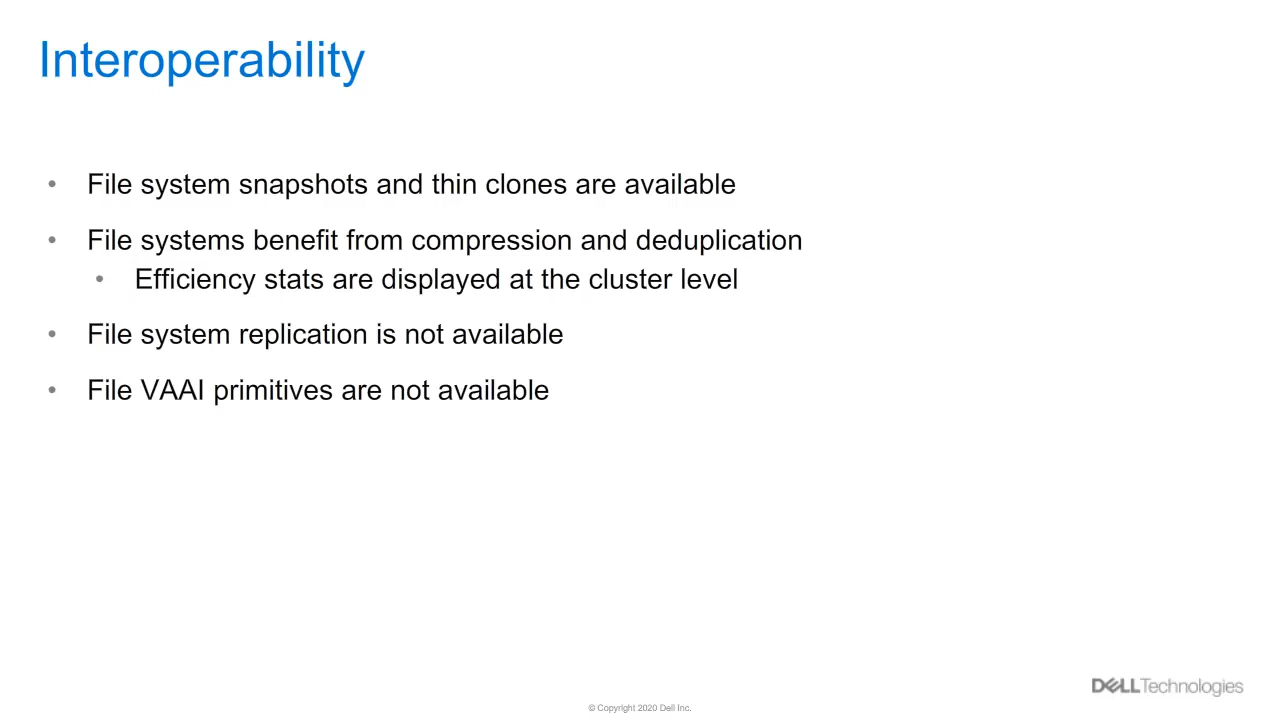 Interoperability
• File system snapshots and thin clones are available
• File systems benefit from compression and deduplication
• Efficiency stats are displayed at the cluster level
• File system replication is not available
• File VAAI primitives are not available
DELLTechnologies
© Copyright 2020 Dell Inc.